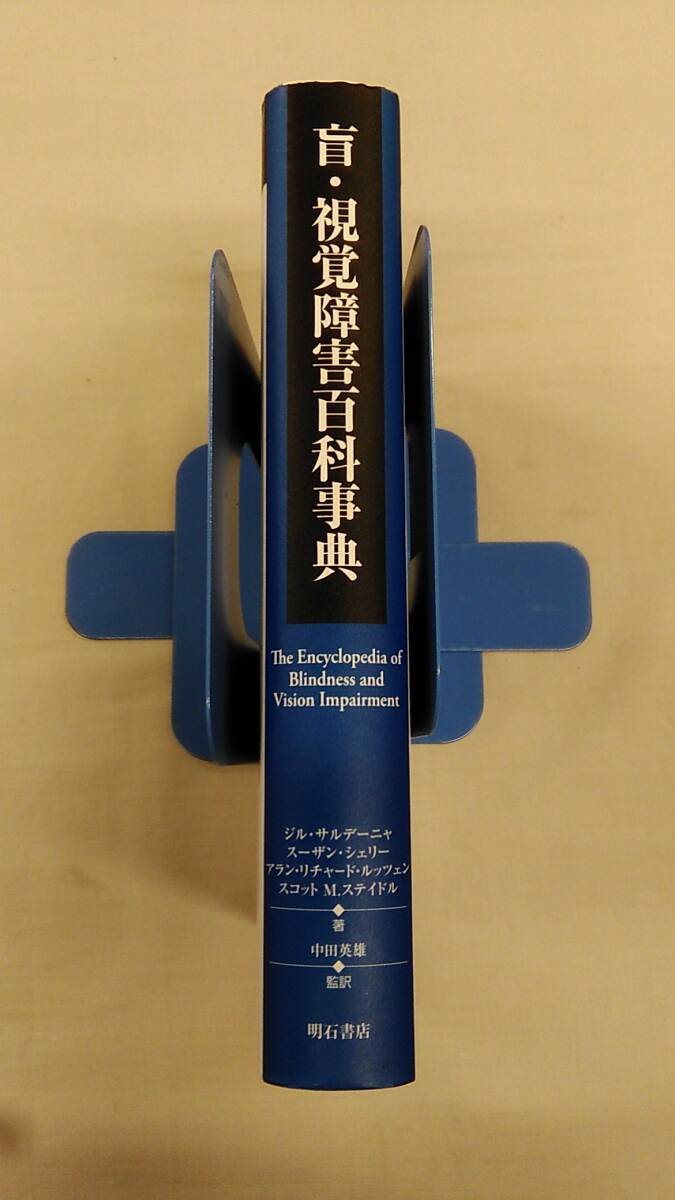 盲・視覚障害百科事典
The Encyclopedia of
Blindness and
Vision Impairment
ジル・サルデーニャ
スーザン・シェリー
アラン・リチャード・ルッツェン
スコット M.ステイドル
著
中田英雄
監訳
明石書店